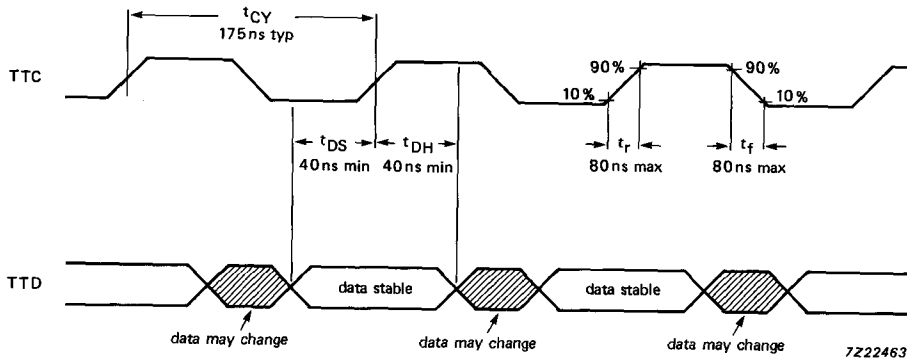 tCY
175ns typ
TTC
90%
90%
10%
10%
tDS
tDH
tr
tf
40ns min
40ns min
80ns max
80ns max
TTD
data stable
data stable
data may change
data may change
data may change
7Z22463